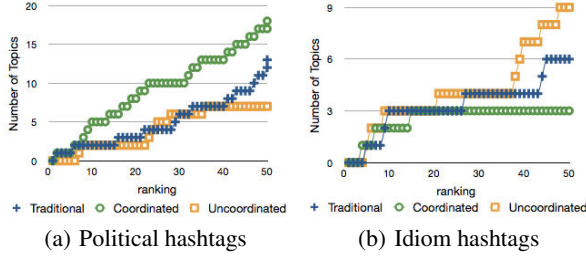 20
15
10
5
0
Number of Topics
0 10 20 30 40 50
ranking
Traditional Coordinated Uncoordinated
(a) Political hashtags
9
6
3
0
Number of Topics
0 10 20 30 40 50
ranking
Traditional Coordinated Uncoordinated
(b) Idiom hashtags